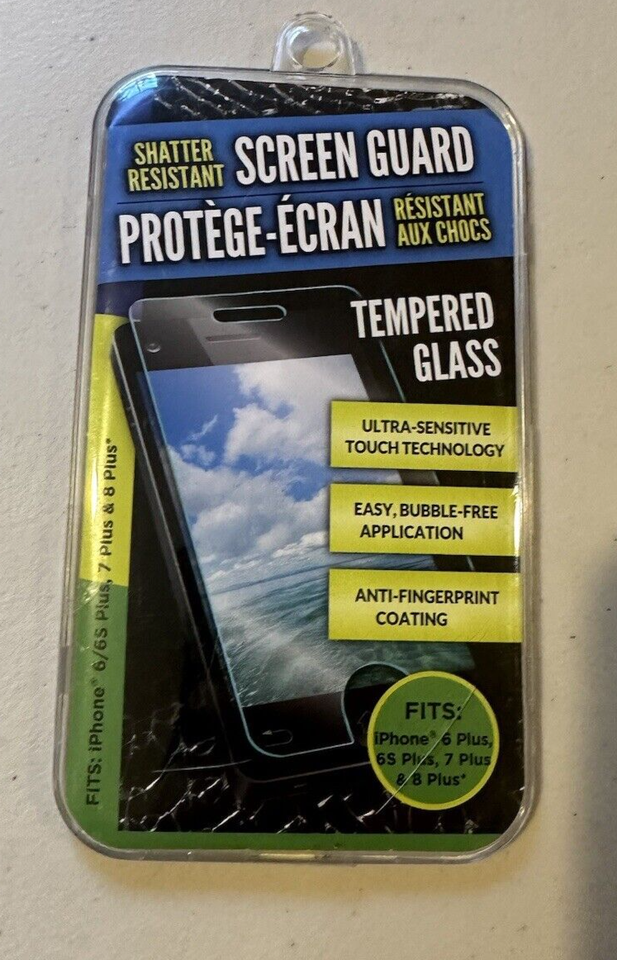 SHATTER
RESISTANT
SCREEN GUARD
PROTÈGE-ÉCRAN
RÉSISTANT
AUX CHOCS
TEMPERED
GLASS
ULTRA-SENSITIVE
TOUCH TECHNOLOGY
EASY, BUBBLE-FREE
APPLICATION
ANTI-FINGERPRINT
COATING
FITS:
iPhone® 6 Plus,
6S Plus, 7 Plus
& 8 Plus*
FITS: iPhone® 6/6S Plus, 7 Plus & 8 Plus*